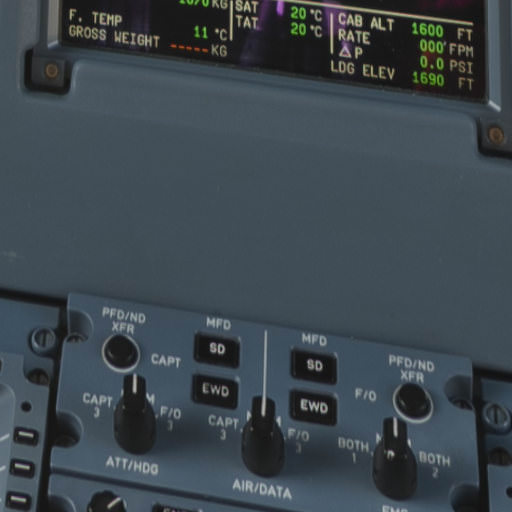 KG SAT 20 °C CAB ALT 1600 FT
F. TEMP 11 °C TAT 20 °C RATE 000 FPM
GROSS WEIGHT ----- KG △P 0.0 PSI
LDG ELEV 1690 FT
PFD/ND XFR
MFD
MFD
PFD/ND XFR
CAPT
SD
SD
F/O
EWD
EWD
CAPT 3
F/O 3
CAPT 3
F/O 3
BOTH 1
BOTH 2
ATT/HDG
AIR/DATA